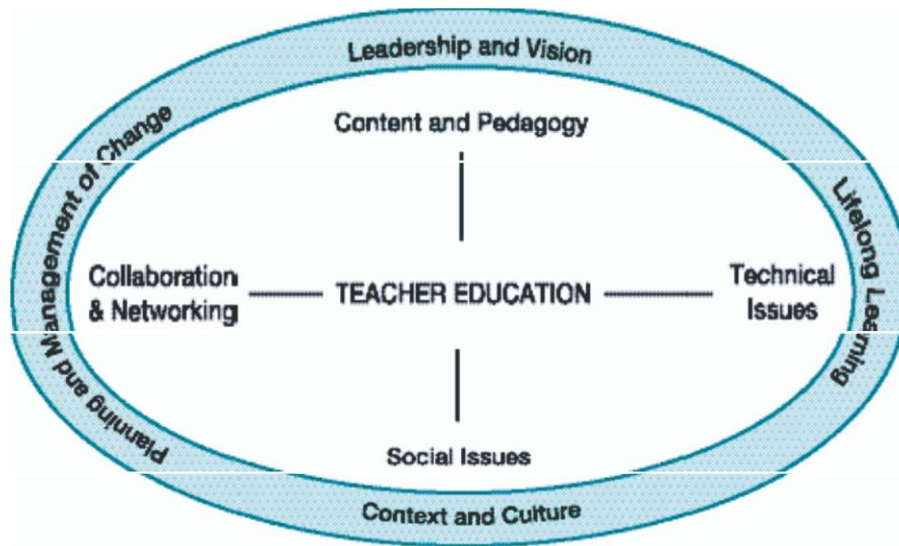 Leadership and Vision
Content and Pedagogy
Planning and Management of Change
Collaboration
& Networking
TEACHER EDUCATION
Technical
Issues
Lifelong Learning
Social Issues
Context and Culture